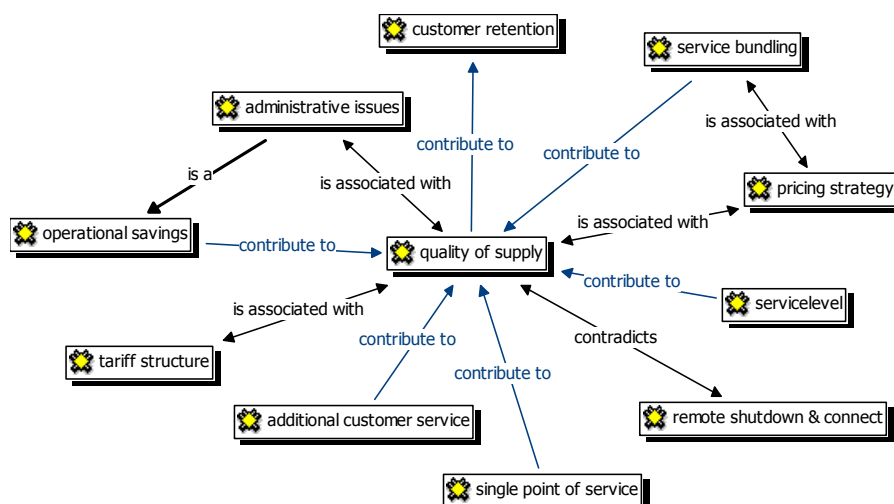 customer retention
service bundling
administrative issues
is associated with
contribute to
contribute to
is a
is associated with
pricing strategy
is associated with
operational savings
contribute to
quality of supply
contribute to
servicelevel
is associated with
contradicts
contribute to
tariff structure
contribute to
additional customer service
remote shutdown & connect
single point of service